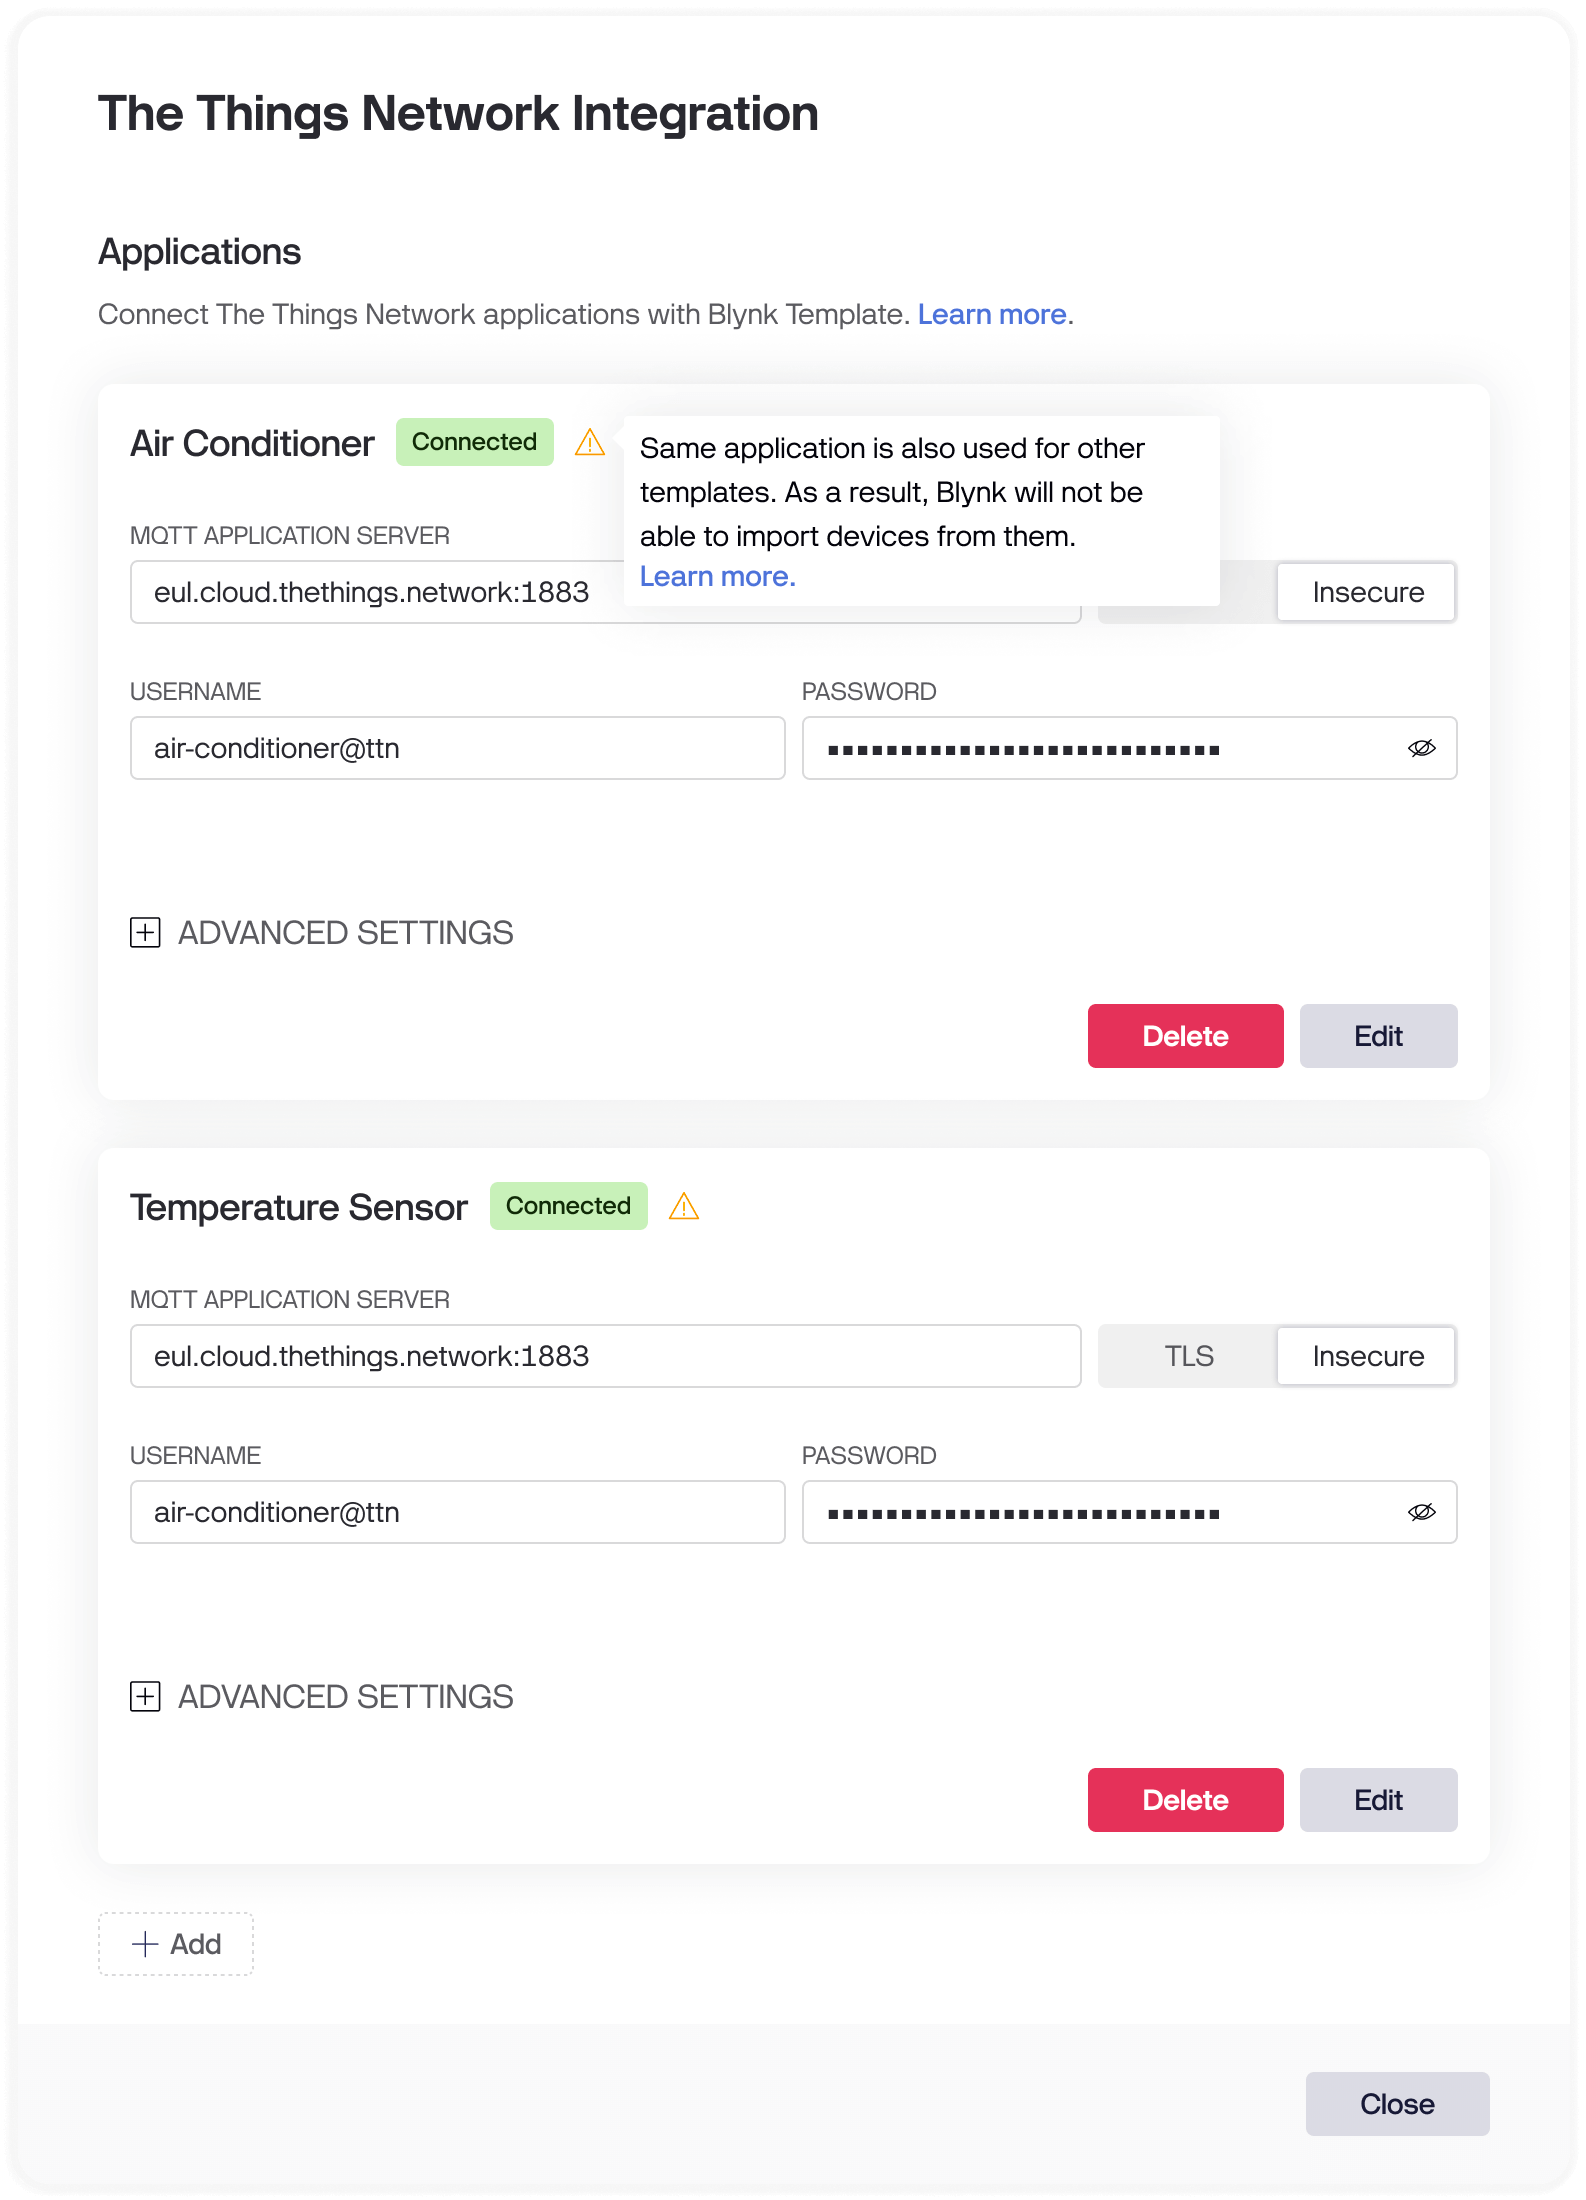 The Things Network Integration
Applications
Connect The Things Network applications with Blynk Template. Learn more.
Air Conditioner Connected
Same application is also used for other
templates. As a result, Blynk will not be
able to import devices from them.
Learn more.
MQTT APPLICATION SERVER
eul.cloud.thethings.network:1883 Insecure
USERNAME PASSWORD
air-conditioner@ttn
ADVANCED SETTINGS
Delete Edit
Temperature Sensor Connected
MQTT APPLICATION SERVER
eul.cloud.thethings.network:1883 TLS Insecure
USERNAME PASSWORD
air-conditioner@ttn
ADVANCED SETTINGS
Delete Edit
Add
Close